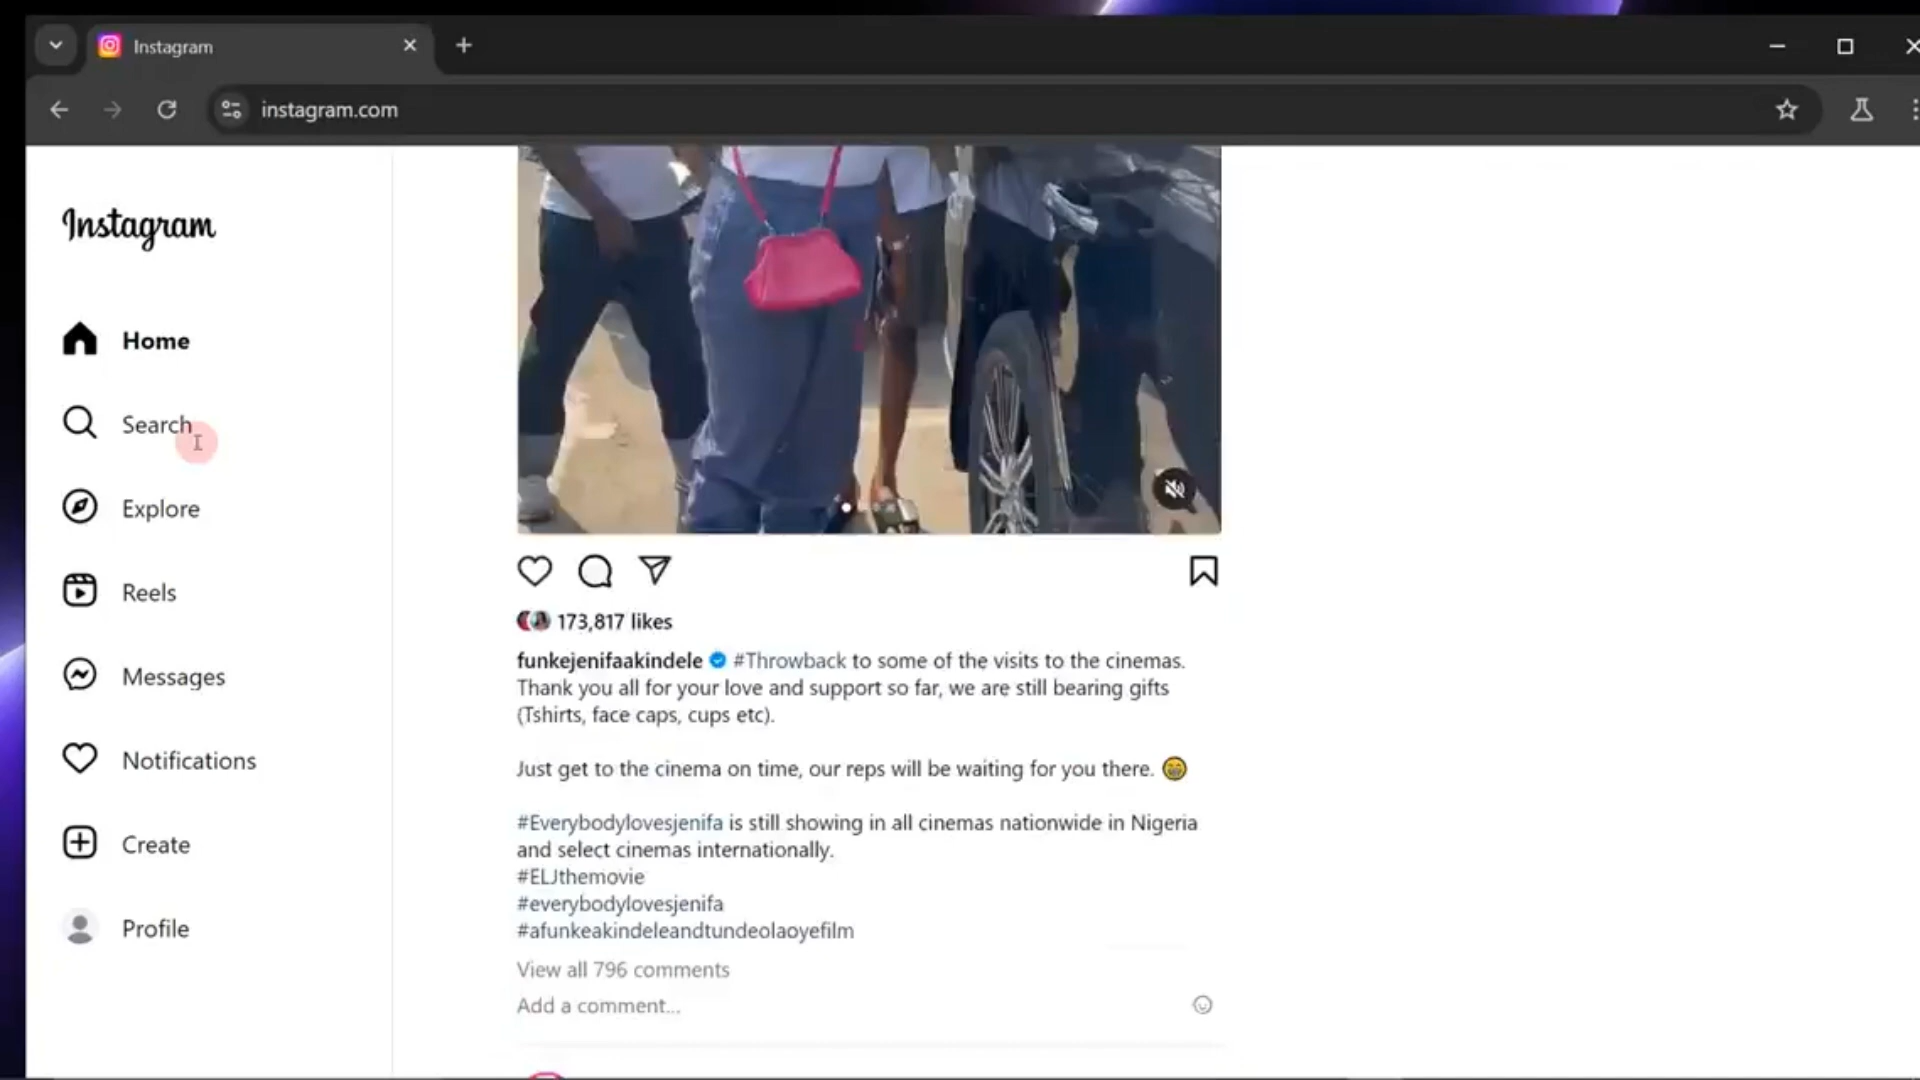 Instagram
instagram.com
Instagram
Home
Search
Explore
Reels
Messages
Notifications
Create
Profile
173,817 likes
funkejenifaakindele #Throwback to some of the visits to the cinemas.
Thank you all for your love and support so far, we are still bearing gifts
(Tshirts, face caps, cups etc).
Just get to the cinema on time, our reps will be waiting for you there. 😁
#Everybodylovesjenifa is still showing in all cinemas nationwide in Nigeria
and select cinemas internationally.
#ELJthemovie
#everybodylovesjenifa
#afunkeakindeleandtundeolaoyefilm
View all 796 comments
Add a comment...